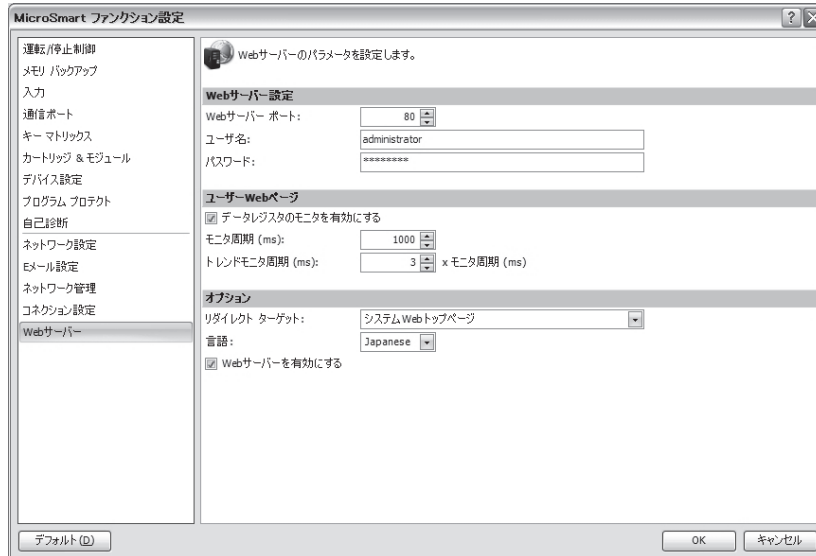 MicroSmart ファンクション設定
運転/停止制御
メモリ バックアップ
入力
通信ポート
キー マトリックス
カートリッジ & モジュール
デバイス設定
プログラム プロテクト
自己診断
ネットワーク設定
Eメール設定
ネットワーク管理
コネクション設定
Webサーバー
Webサーバーのパラメータを設定します。
Webサーバー設定
Webサーバー ポート: 80
ユーザ名: administrator
パスワード: ********
ユーザーWebページ
データレジスタのモニタを有効にする
モニタ周期 (ms): 1000
トレンドモニタ周期 (ms): 3 x モニタ周期 (ms)
オプション
リダイレクト ターゲット: システムWebトップページ
言語: Japanese
Webサーバーを有効にする
デフォルト(D)
OK
キャンセル